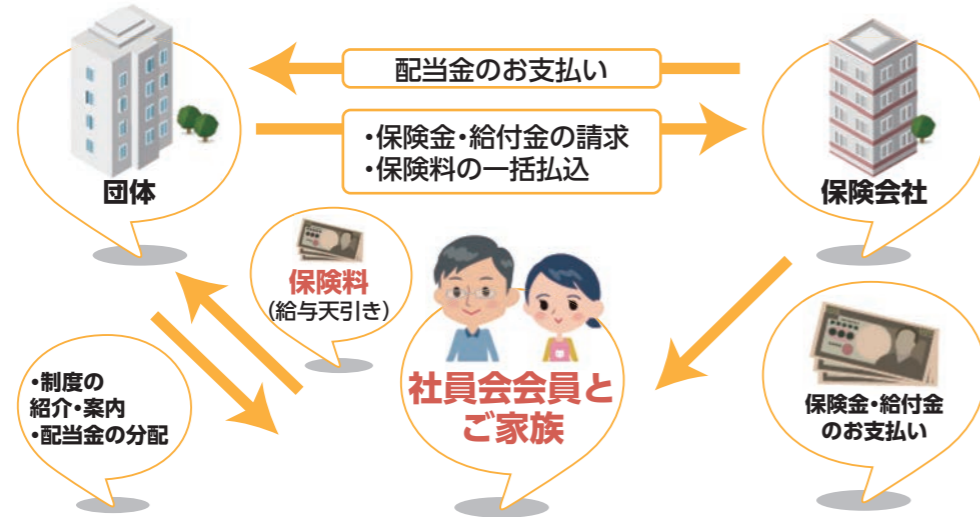 配当金のお支払い
・保険金・給付金の請求
・保険料の一括払込
団体
保険会社
保険料
(給与天引き)
・制度の
紹介・案内
・配当金の分配
社員会会員と
ご家族
保険金・給付金
のお支払い